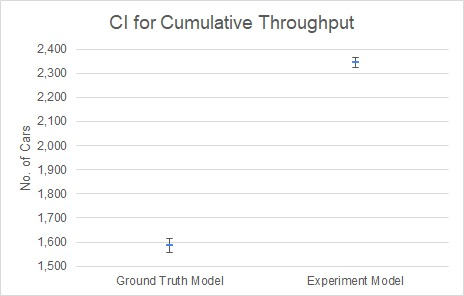 CI for Cumulative Throughput
No. of Cars
2,400
2,300
2,200
2,100
2,000
1,900
1,800
1,700
1,600
1,500
Ground Truth Model
Experiment Model